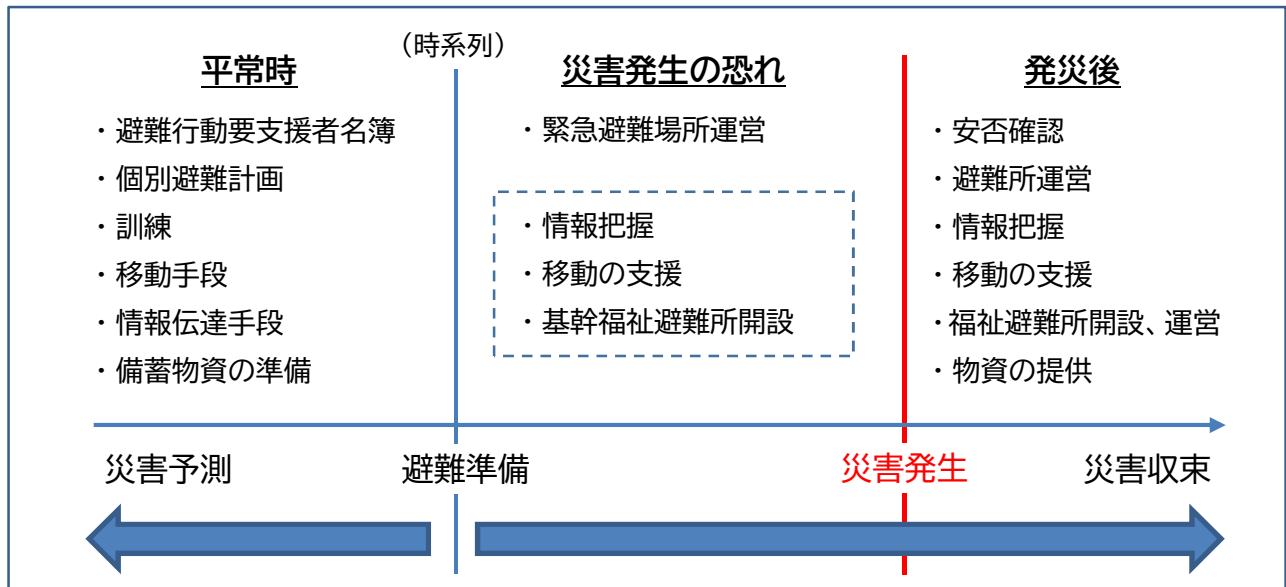 （時系列）
平常時
・避難行動要支援者名簿
・個別避難計画
・訓練
・移動手段
・情報伝達手段
・備蓄物資の準備
災害発生の恐れ
・緊急避難場所運営
・情報把握
・移動の支援
・基幹福祉避難所開設
発災後
・安否確認
・避難所運営
・情報把握
・移動の支援
・福祉避難所開設、運営
・物資の提供
災害予測
避難準備
災害発生
災害収束